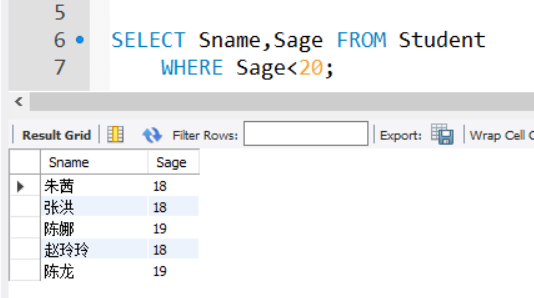 5
6 SELECT Sname,Sage FROM Student
7 WHERE Sage<20;
Result Grid Filter Rows: Export: Wrap Cell C
Sname Sage
朱茜 18
张洪 18
陈娜 19
赵玲玲 18
陈龙 19